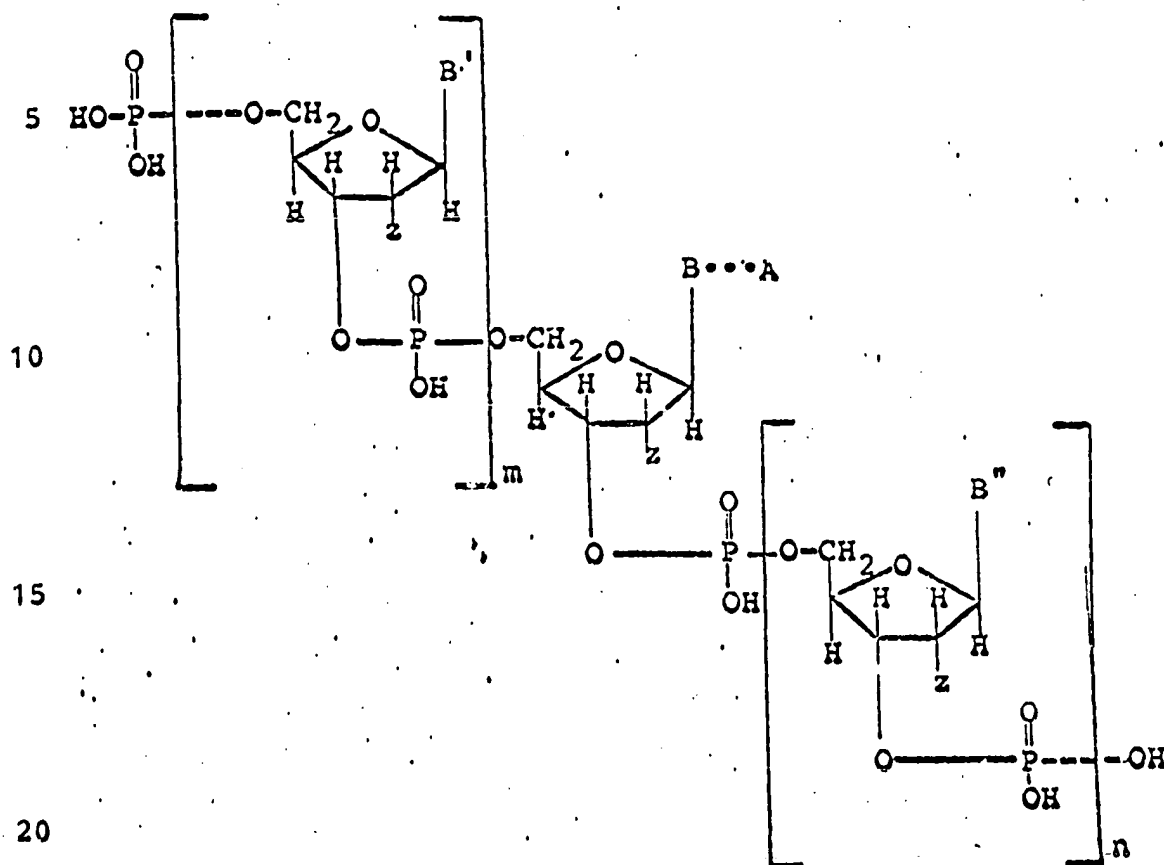 O B'
5 HO-P O-CH2 O
OH H H
H z H
O B•••A
O P O-CH2 O
10 OH H H
H z H
m
O B"
O P O-CH2 O
15 OH H H
H z H
O
O P OH
OH
20 n